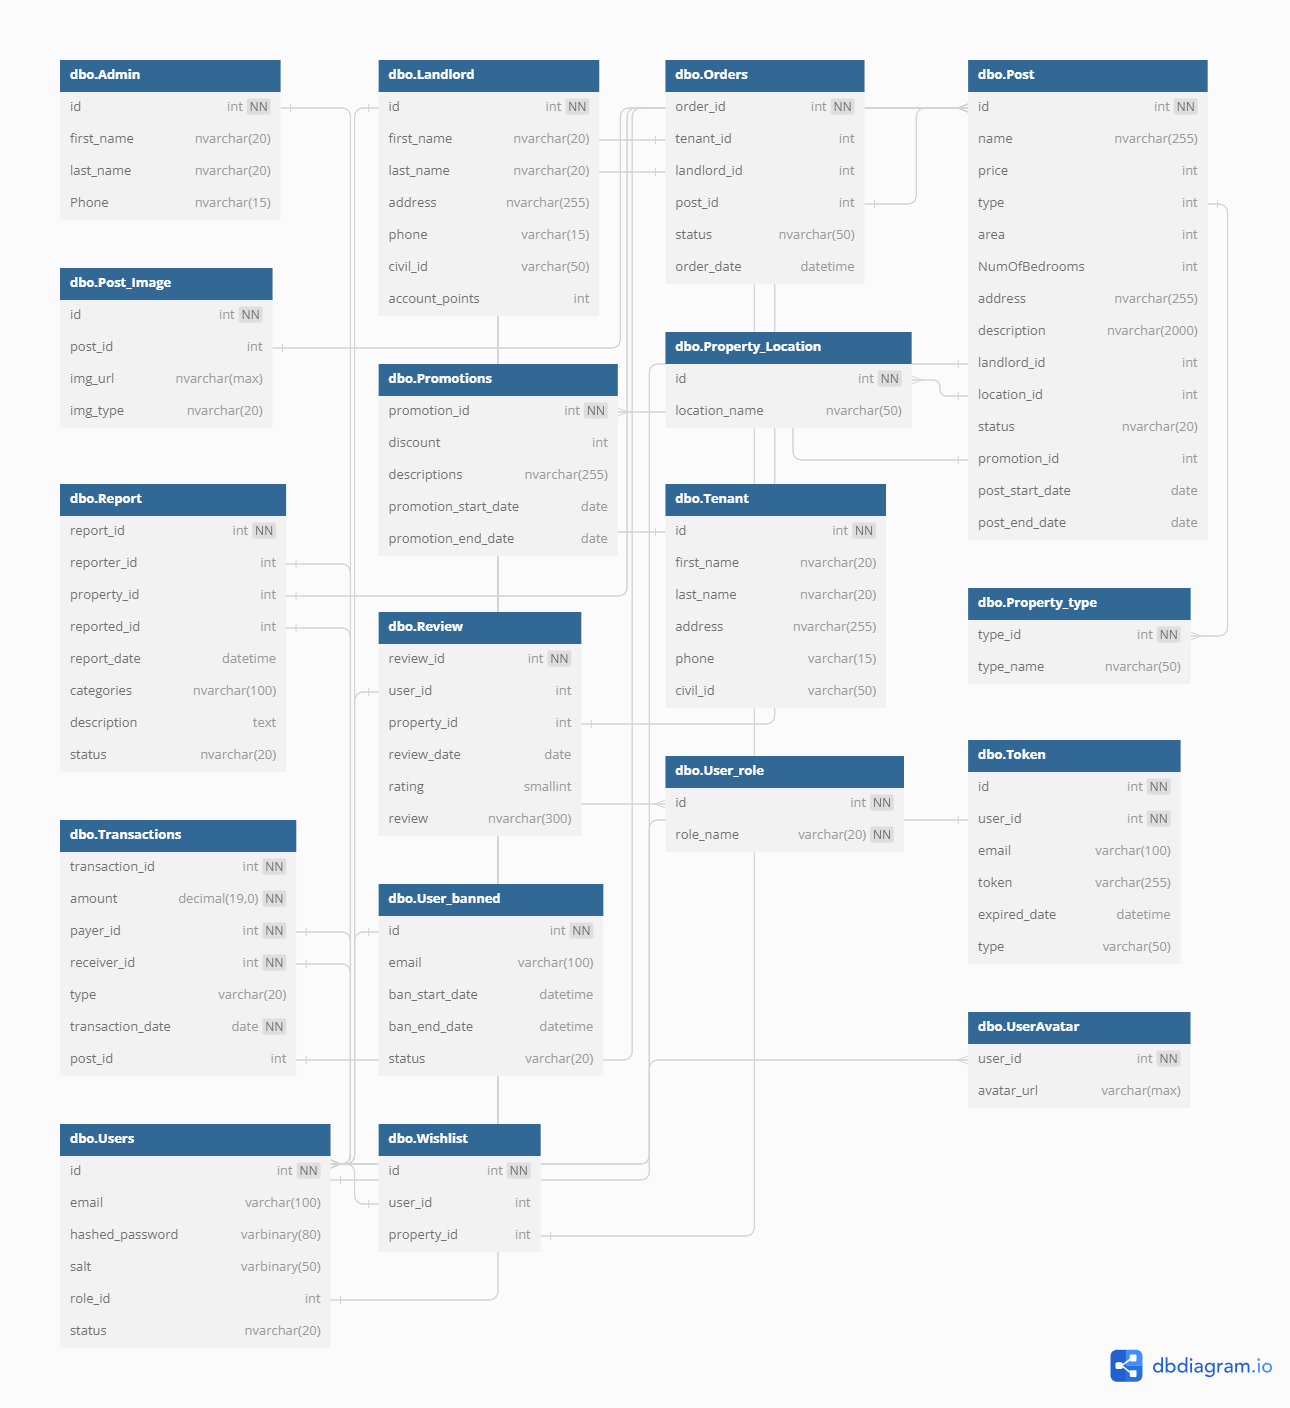 dbo.Admin
id int NN
first_name nvarchar(20)
last_name nvarchar(20)
Phone nvarchar(15)
dbo.Landlord
id int NN
first_name nvarchar(20)
last_name nvarchar(20)
address nvarchar(255)
phone varchar(15)
civil_id varchar(50)
account_points int
dbo.Orders
order_id int NN
tenant_id int
landlord_id int
post_id int
status nvarchar(50)
order_date datetime
dbo.Post
id int NN
name nvarchar(255)
price int
type int
area int
NumOfBedrooms int
address nvarchar(255)
description nvarchar(2000)
landlord_id int
location_id int
status nvarchar(20)
promotion_id int
post_start_date date
post_end_date date
dbo.Post_Image
id int NN
post_id int
img_url nvarchar(max)
img_type nvarchar(20)
dbo.Promotions
promotion_id int NN
discount int
descriptions nvarchar(255)
promotion_start_date date
promotion_end_date date
dbo.Property_Location
id int NN
location_name nvarchar(50)
dbo.Report
report_id int NN
reporter_id int
property_id int
reported_id int
report_date datetime
categories nvarchar(100)
description text
status nvarchar(20)
dbo.Review
review_id int NN
user_id int
property_id int
review_date date
rating smallint
review nvarchar(300)
dbo.Tenant
id int NN
first_name nvarchar(20)
last_name nvarchar(20)
address nvarchar(255)
phone varchar(15)
civil_id varchar(50)
dbo.Property_type
type_id int NN
type_name nvarchar(50)
dbo.User_role
id int NN
role_name varchar(20) NN
dbo.Token
id int NN
user_id int NN
email varchar(100)
token varchar(255)
expired_date datetime
type varchar(50)
dbo.Transactions
transaction_id int NN
amount decimal(19,0) NN
payer_id int NN
receiver_id int NN
type varchar(20)
transaction_date date NN
post_id int
dbo.User_banned
id int NN
email varchar(100)
ban_start_date datetime
ban_end_date datetime
status varchar(20)
dbo.UserAvatar
user_id int NN
avatar_url varchar(max)
dbo.Users
id int NN
email varchar(100)
hashed_password varbinary(80)
salt varbinary(50)
role_id int
status nvarchar(20)
dbo.Wishlist
id int NN
user_id int
property_id int
dbdiagram.io